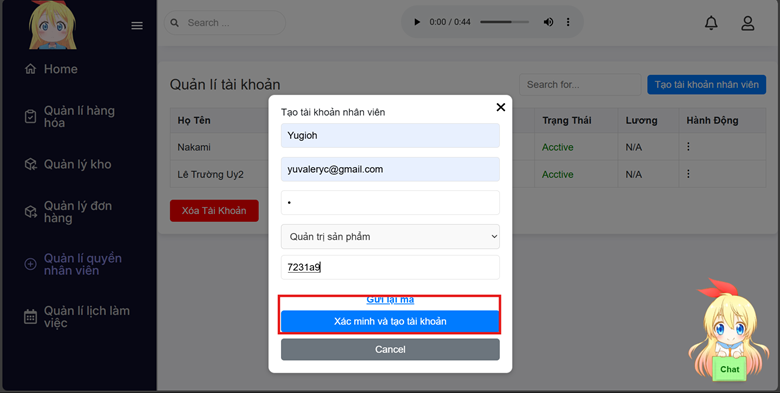 Search ...
0:00 / 0:44
Home
Quản lí hàng
hóa
Quản lý kho
Quản lý đơn
hàng
Quản lí quyền
nhân viên
Quản lí lịch làm
việc
Quản lí tài khoản
Search for...
Tạo tài khoản nhân viên
Họ Tên
Trạng Thái
Lương
Hành Động
Nakami
Acctive
N/A
Lê Trường Uy2
Acctive
N/A
Xóa Tài Khoản
Tạo tài khoản nhân viên
Yugioh
yuvaleryc@gmail.com
Quản trị sản phẩm
7231a9
Gửi lại mã
Xác minh và tạo tài khoản
Cancel
Chat